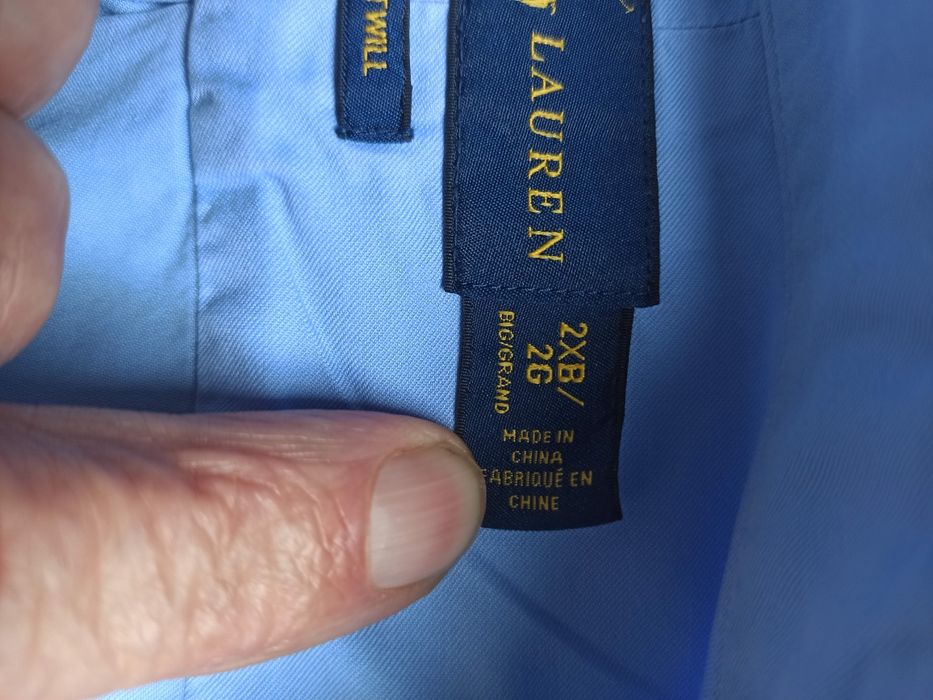 TWILL
LAUREN
2XB/
2G
BIG/GRAND
MADE IN
CHINA
FABRIQUÉ EN
CHINE